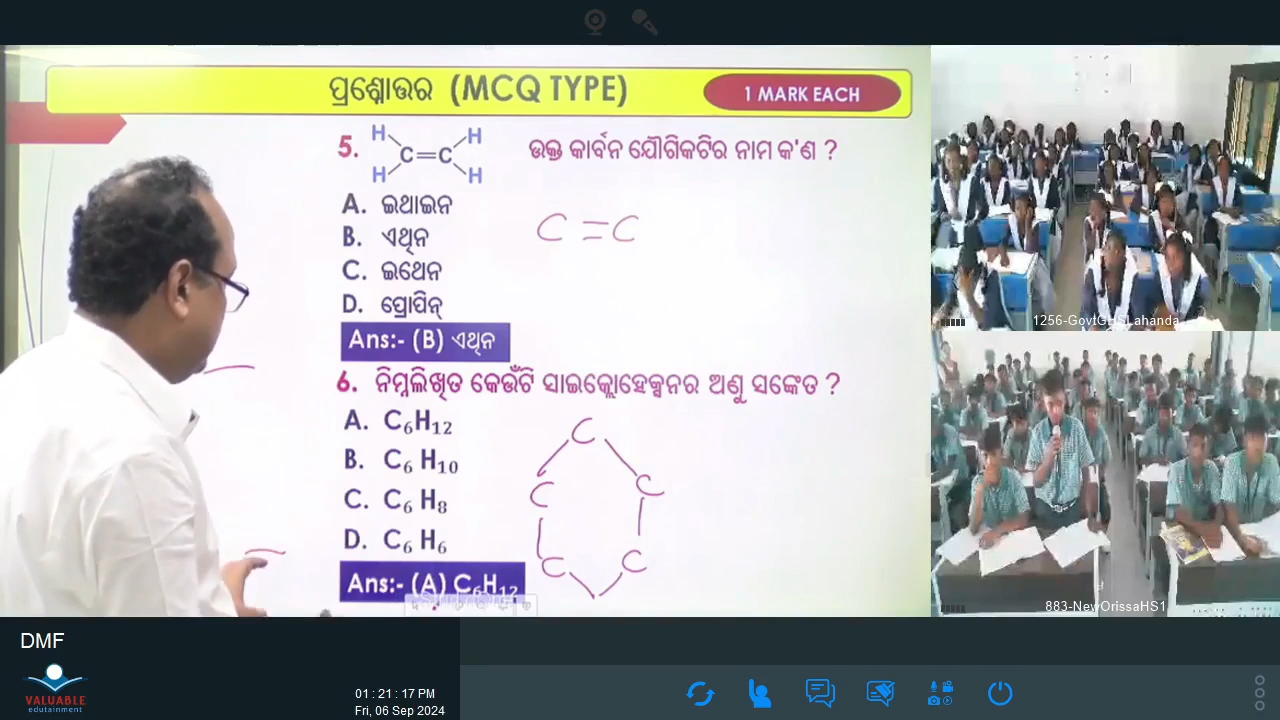 ପ୍ରଶ୍ନୋତ୍ତର (MCQ TYPE)
1 MARK EACH
5. H H C=C H H ଉକ୍ତ କାର୍ବନ ଯୌଗିକଟିର ନାମ କ'ଣ ?
A. ଇଥାଇନ
B. ଏଥିନ
C. ଇଥେନ
D. ପ୍ରୋପିନ୍
C = C
Ans:- (B) ଏଥିନ
6. ନିମ୍ନଲିଖିତ କେଉଁଟି ସାଇକ୍ଲୋହେକ୍ସନର ଅଣୁ ସଙ୍କେତ ?
A. C₆H₁₂
B. C₆ H₁₀
C. C₆ H₈
D. C₆ H₆
Ans:- (A) C₆H₁₂
C
C C
C C
1256-GovtGHSLahanda
883-NewOrissaHS1
DMF
VALUABLE
edutainment
01 : 21 : 17 PM
Fri, 06 Sep 2024